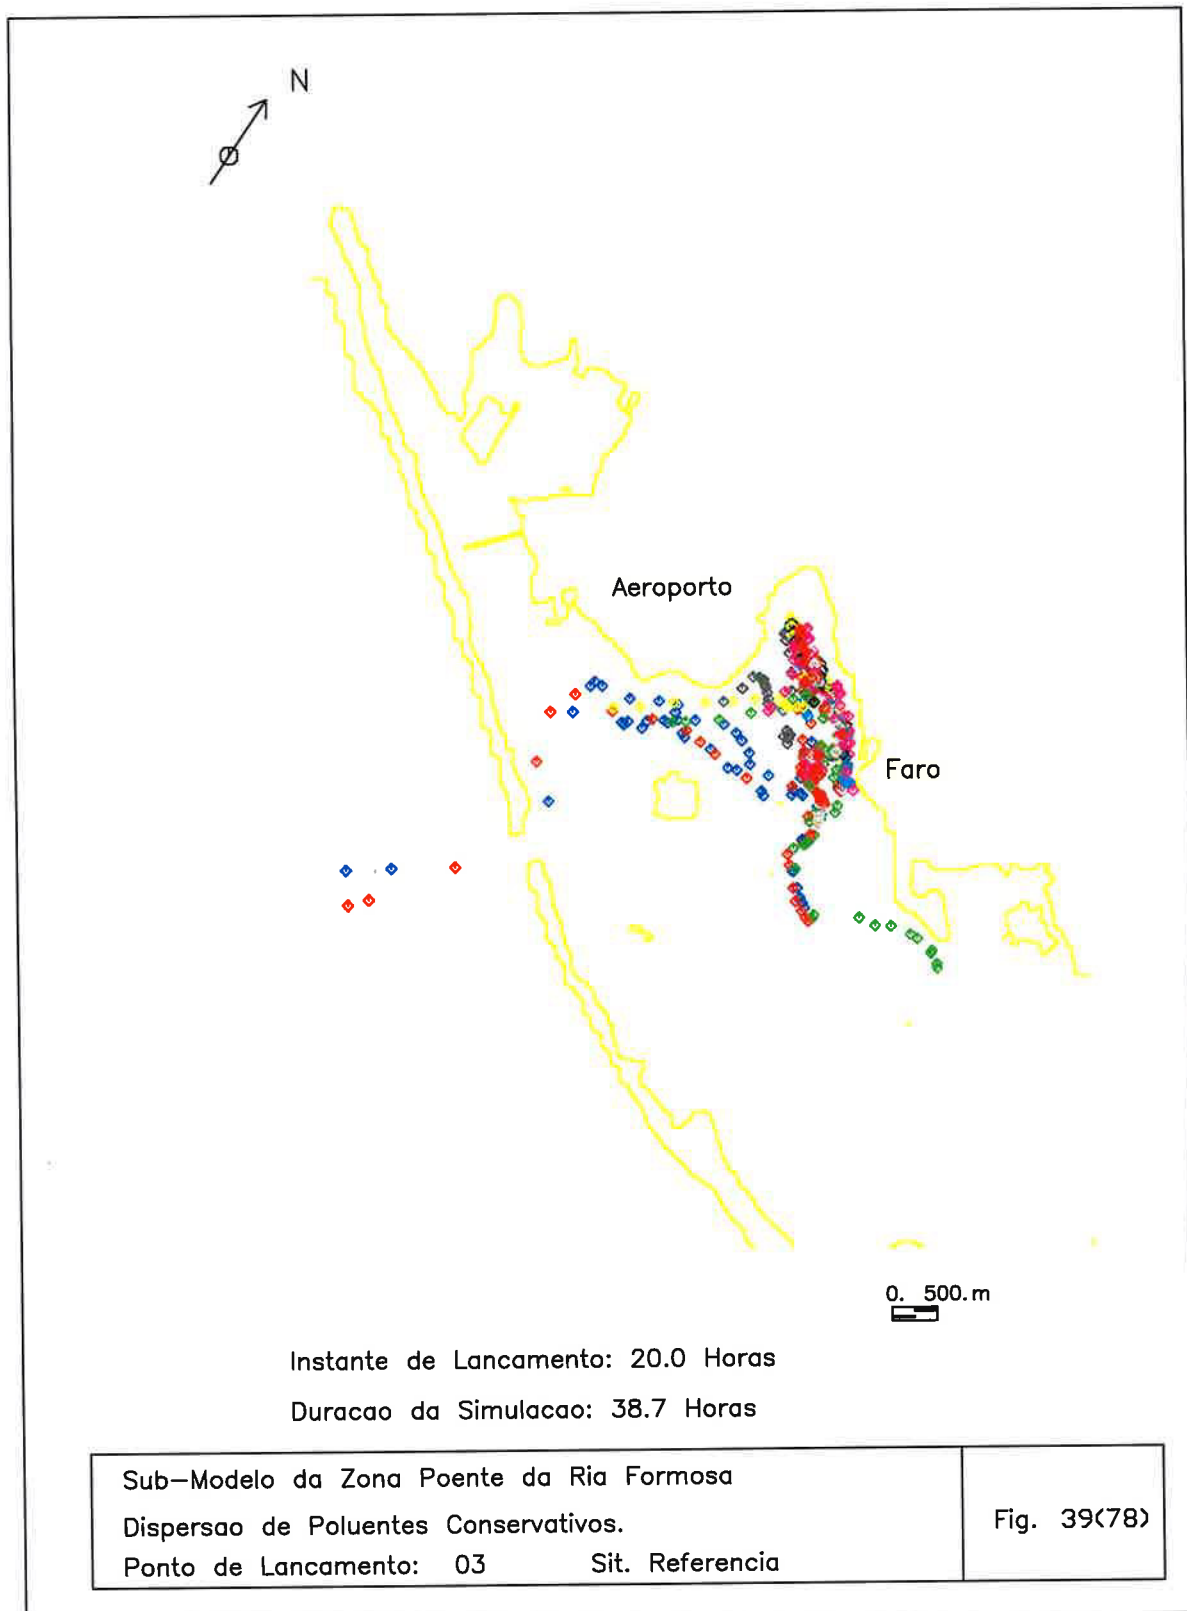 N
Aeroporto
Faro
0. 500.m
Instante de Lancamento: 20.0 Horas
Duracao da Simulacao: 38.7 Horas
Sub-Modelo da Zona Poente da Ria Formosa
Dispersao de Poluentes Conservativos.
Ponto de Lancamento: 03 Sit. Referencia
Fig. 39(78)